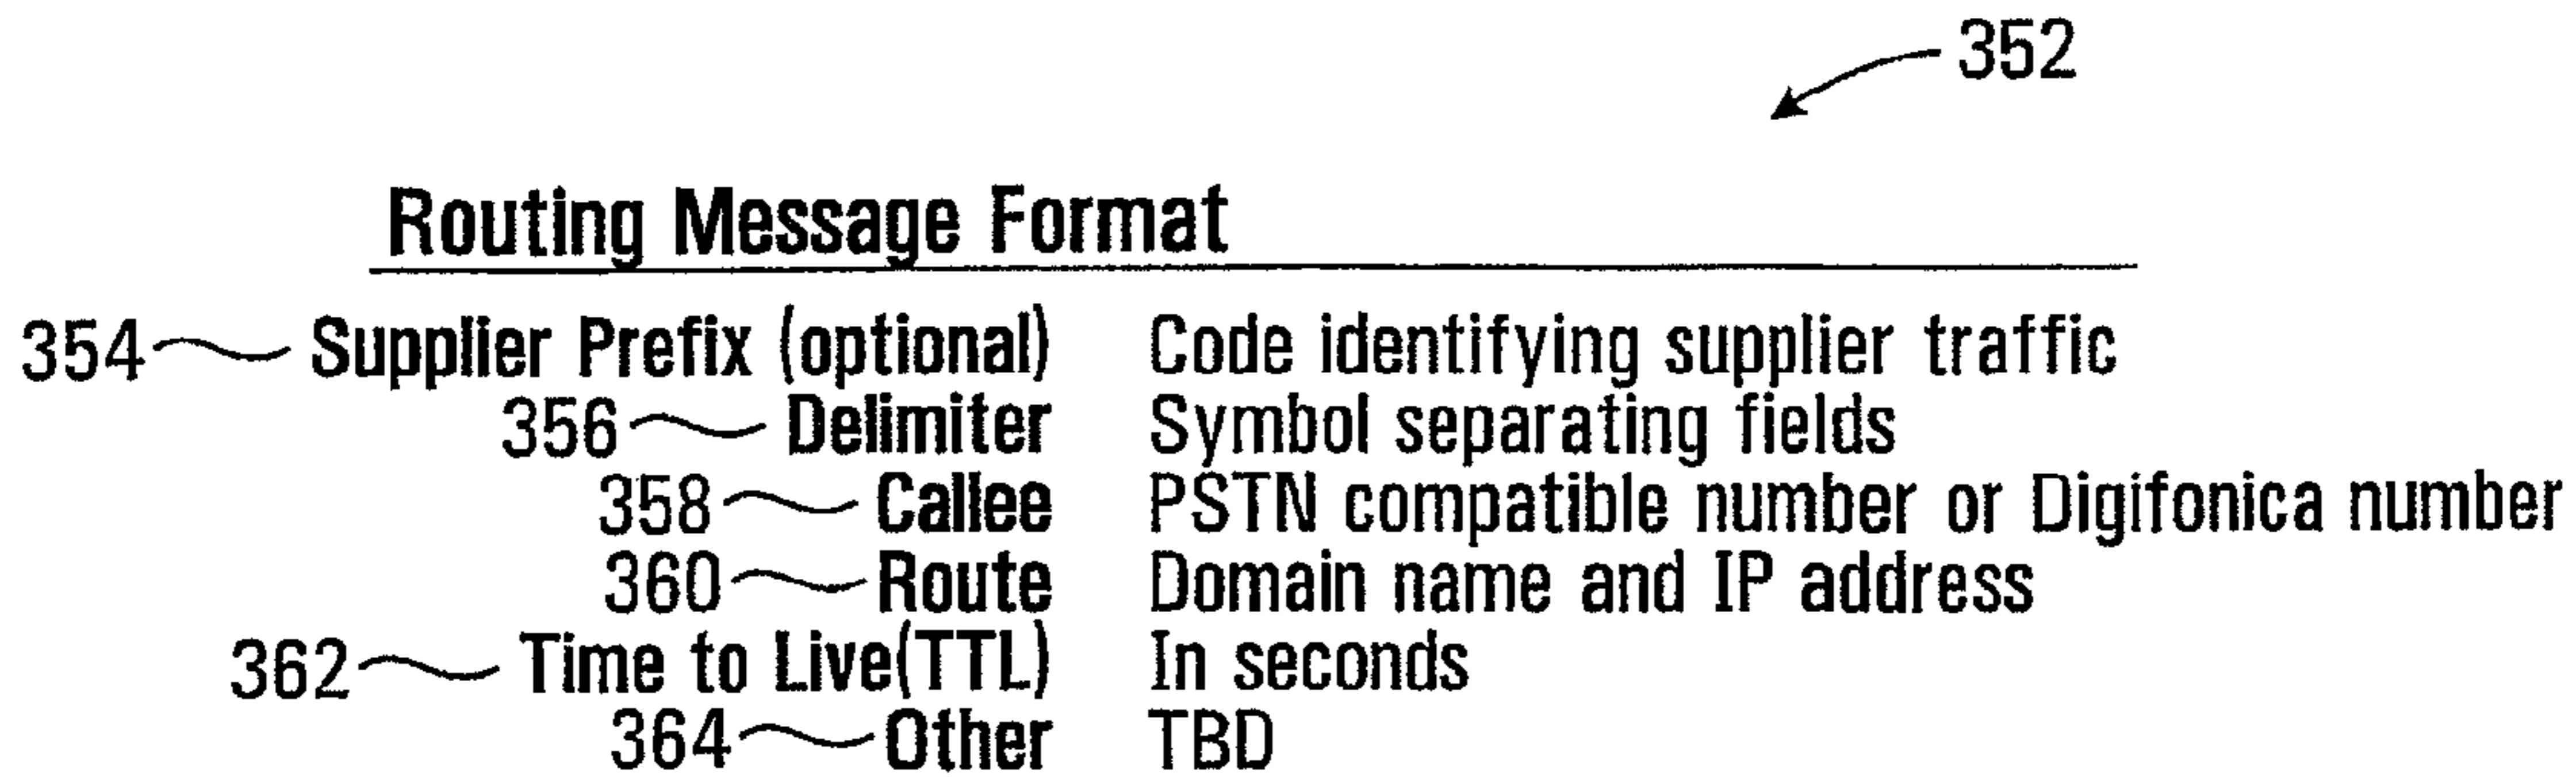 352
Routing Message Format
354 Supplier Prefix (optional) Code identifying supplier traffic
356 Delimiter Symbol separating fields
358 Callee PSTN compatible number or Digifonica number
360 Route Domain name and IP address
362 Time to Live(TTL) In seconds
364 Other TBD